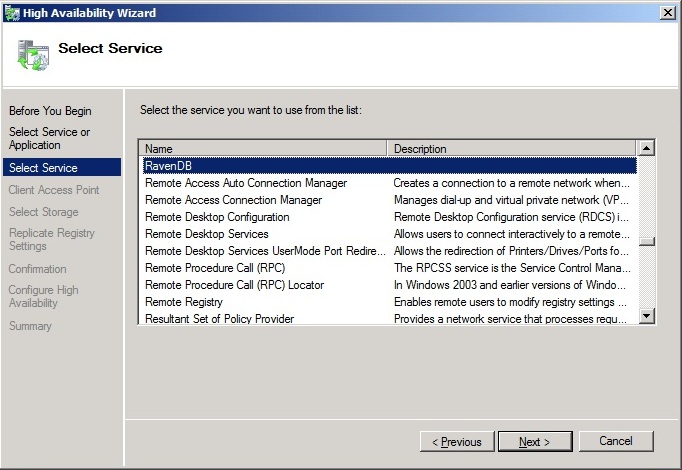 High Availability Wizard
Select Service
Before You Begin
Select Service or
Application
Select Service
Client Access Point
Select Storage
Replicate Registry
Settings
Confirmation
Configure High
Availability
Summary
Select the service you want to use from the list:
Name Description
RavenDB
Remote Access Auto Connection Manager Creates a connection to a remote network when...
Remote Access Connection Manager Manages dial-up and virtual private network (VP...
Remote Desktop Configuration Remote Desktop Configuration service (RDCS) i...
Remote Desktop Services Allows users to connect interactively to a remote...
Remote Desktop Services UserMode Port Redire... Allows the redirection of Printers/Drives/Ports fo...
Remote Procedure Call (RPC) The RPCSS service is the Service Control Mana...
Remote Procedure Call (RPC) Locator In Windows 2003 and earlier versions of Windo...
Remote Registry Enables remote users to modify registry settings ...
Resultant Set of Policy Provider Provides a network service that processes requ...
< Previous Next > Cancel